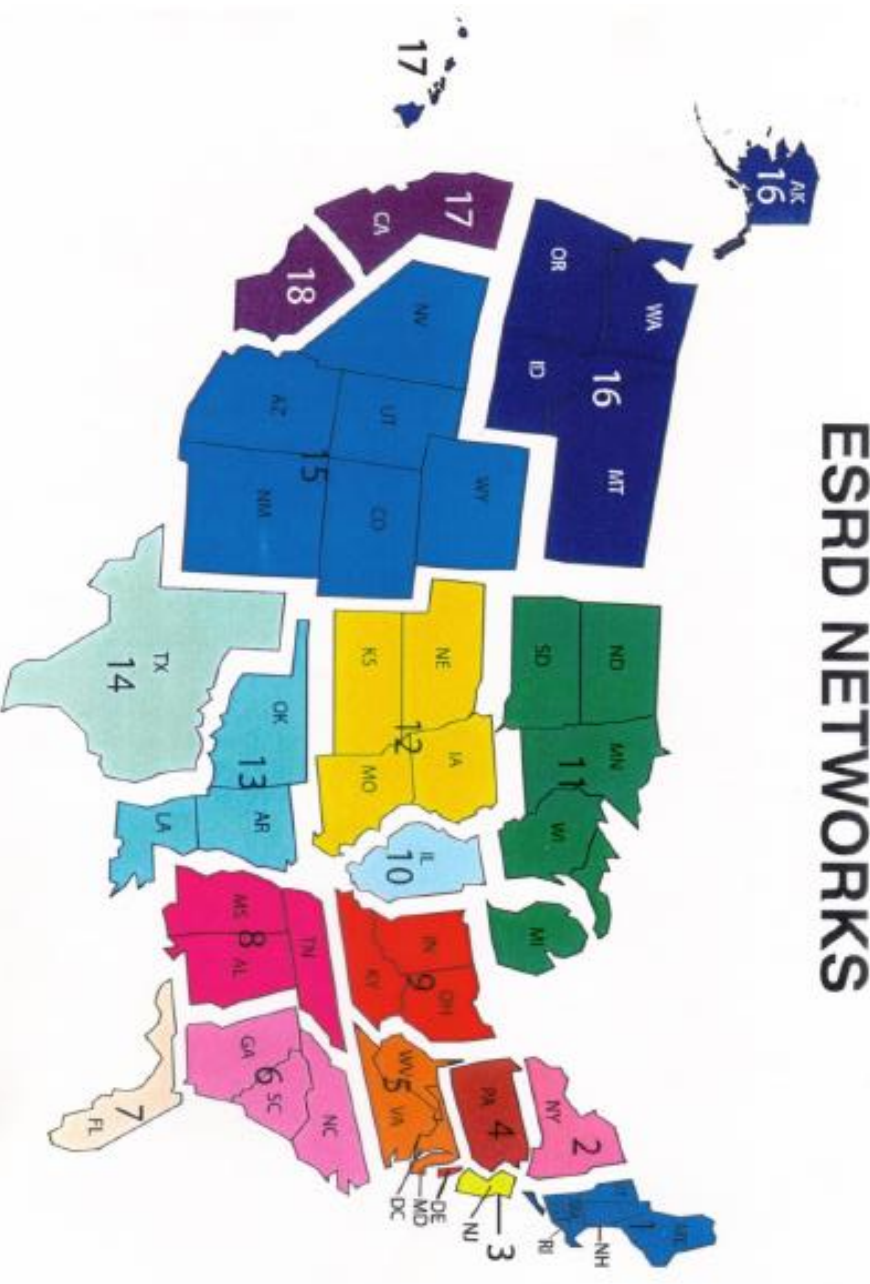 ESRD NETWORKS
AK
16
WA
OR
ID
16
MT
ND
SD
MN
11
WI
MI
ME
1
NH
RI
NY
2
PA
4
3
NJ
DE
MD
DC
WV
5
VA
IN
OH
9
KY
IL
10
NE
IA
12
KS
MO
WY
NV
UT
CO
15
AZ
NM
17
CA
18
17
OK
13
AR
LA
TX
14
TN
8
MS
AL
NC
6
SC
GA
7
FL